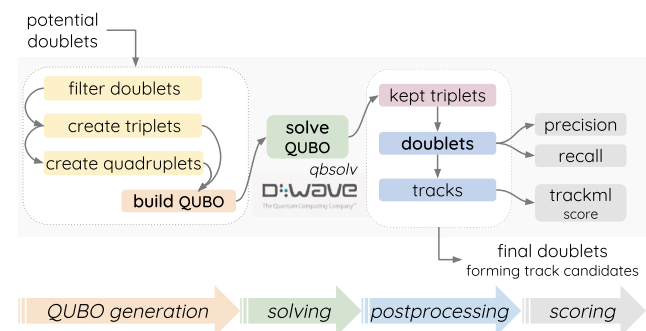 potential
doublets
filter doublets
create triplets
create quadruplets
build QUBO
solve
QUBO
qbsolv
D:wave
The Quantum Computing Company™
kept triplets
doublets
tracks
precision
recall
trackml
score
final doublets
forming track candidates
QUBO generation
solving
postprocessing
scoring